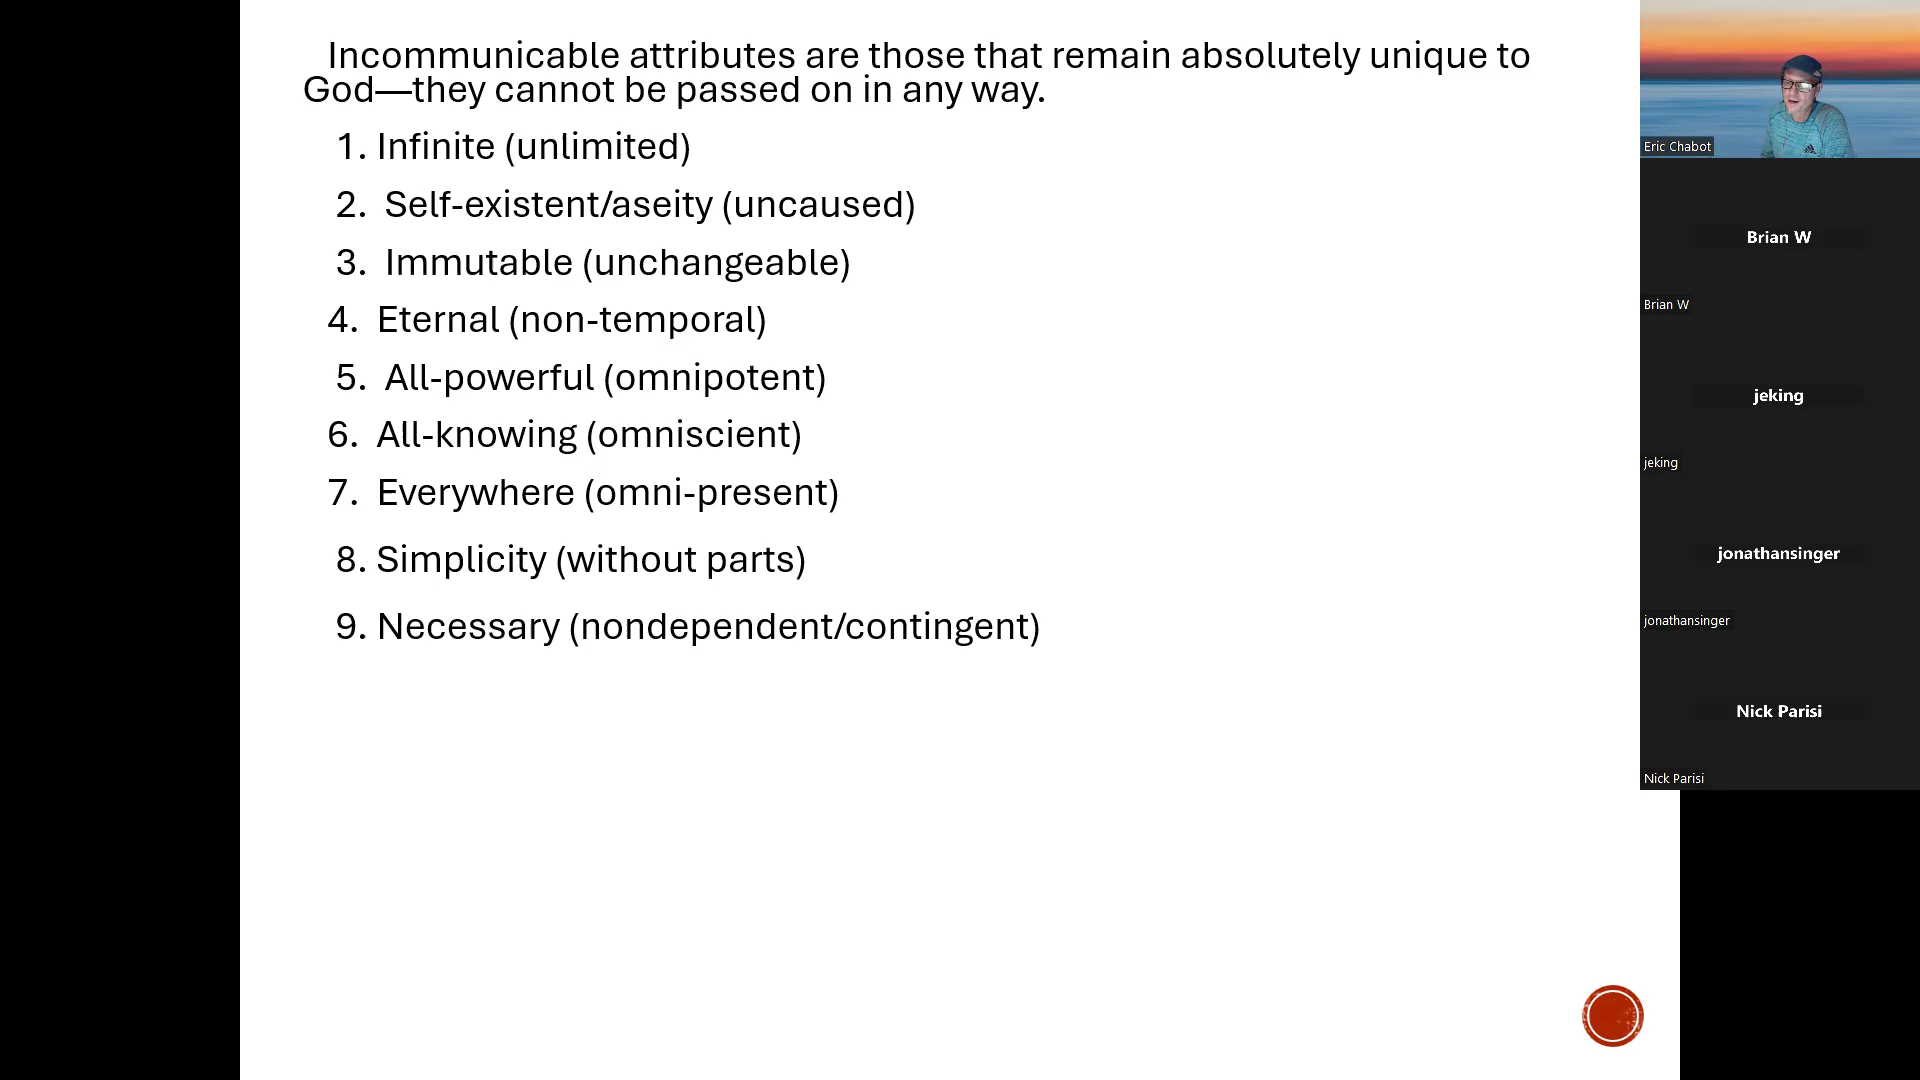 Incommunicable attributes are those that remain absolutely unique to
God—they cannot be passed on in any way.
1. Infinite (unlimited)
2. Self-existent/aseity (uncaused)
3. Immutable (unchangeable)
4. Eternal (non-temporal)
5. All-powerful (omnipotent)
6. All-knowing (omniscient)
7. Everywhere (omni-present)
8. Simplicity (without parts)
9. Necessary (nondependent/contingent)
Eric Chabot
Brian W
Brian W
jeking
jeking
jonathansinger
jonathansinger
Nick Parisi
Nick Parisi